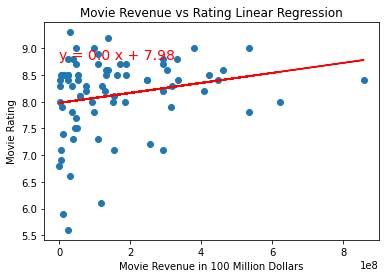 Movie Revenue vs Rating Linear Regression
y = 0.0 x + 7.98
9.0
8.5
8.0
7.5
7.0
6.5
6.0
5.5
Movie Rating
0 2 4 6 8
1e8
Movie Revenue in 100 Million Dollars